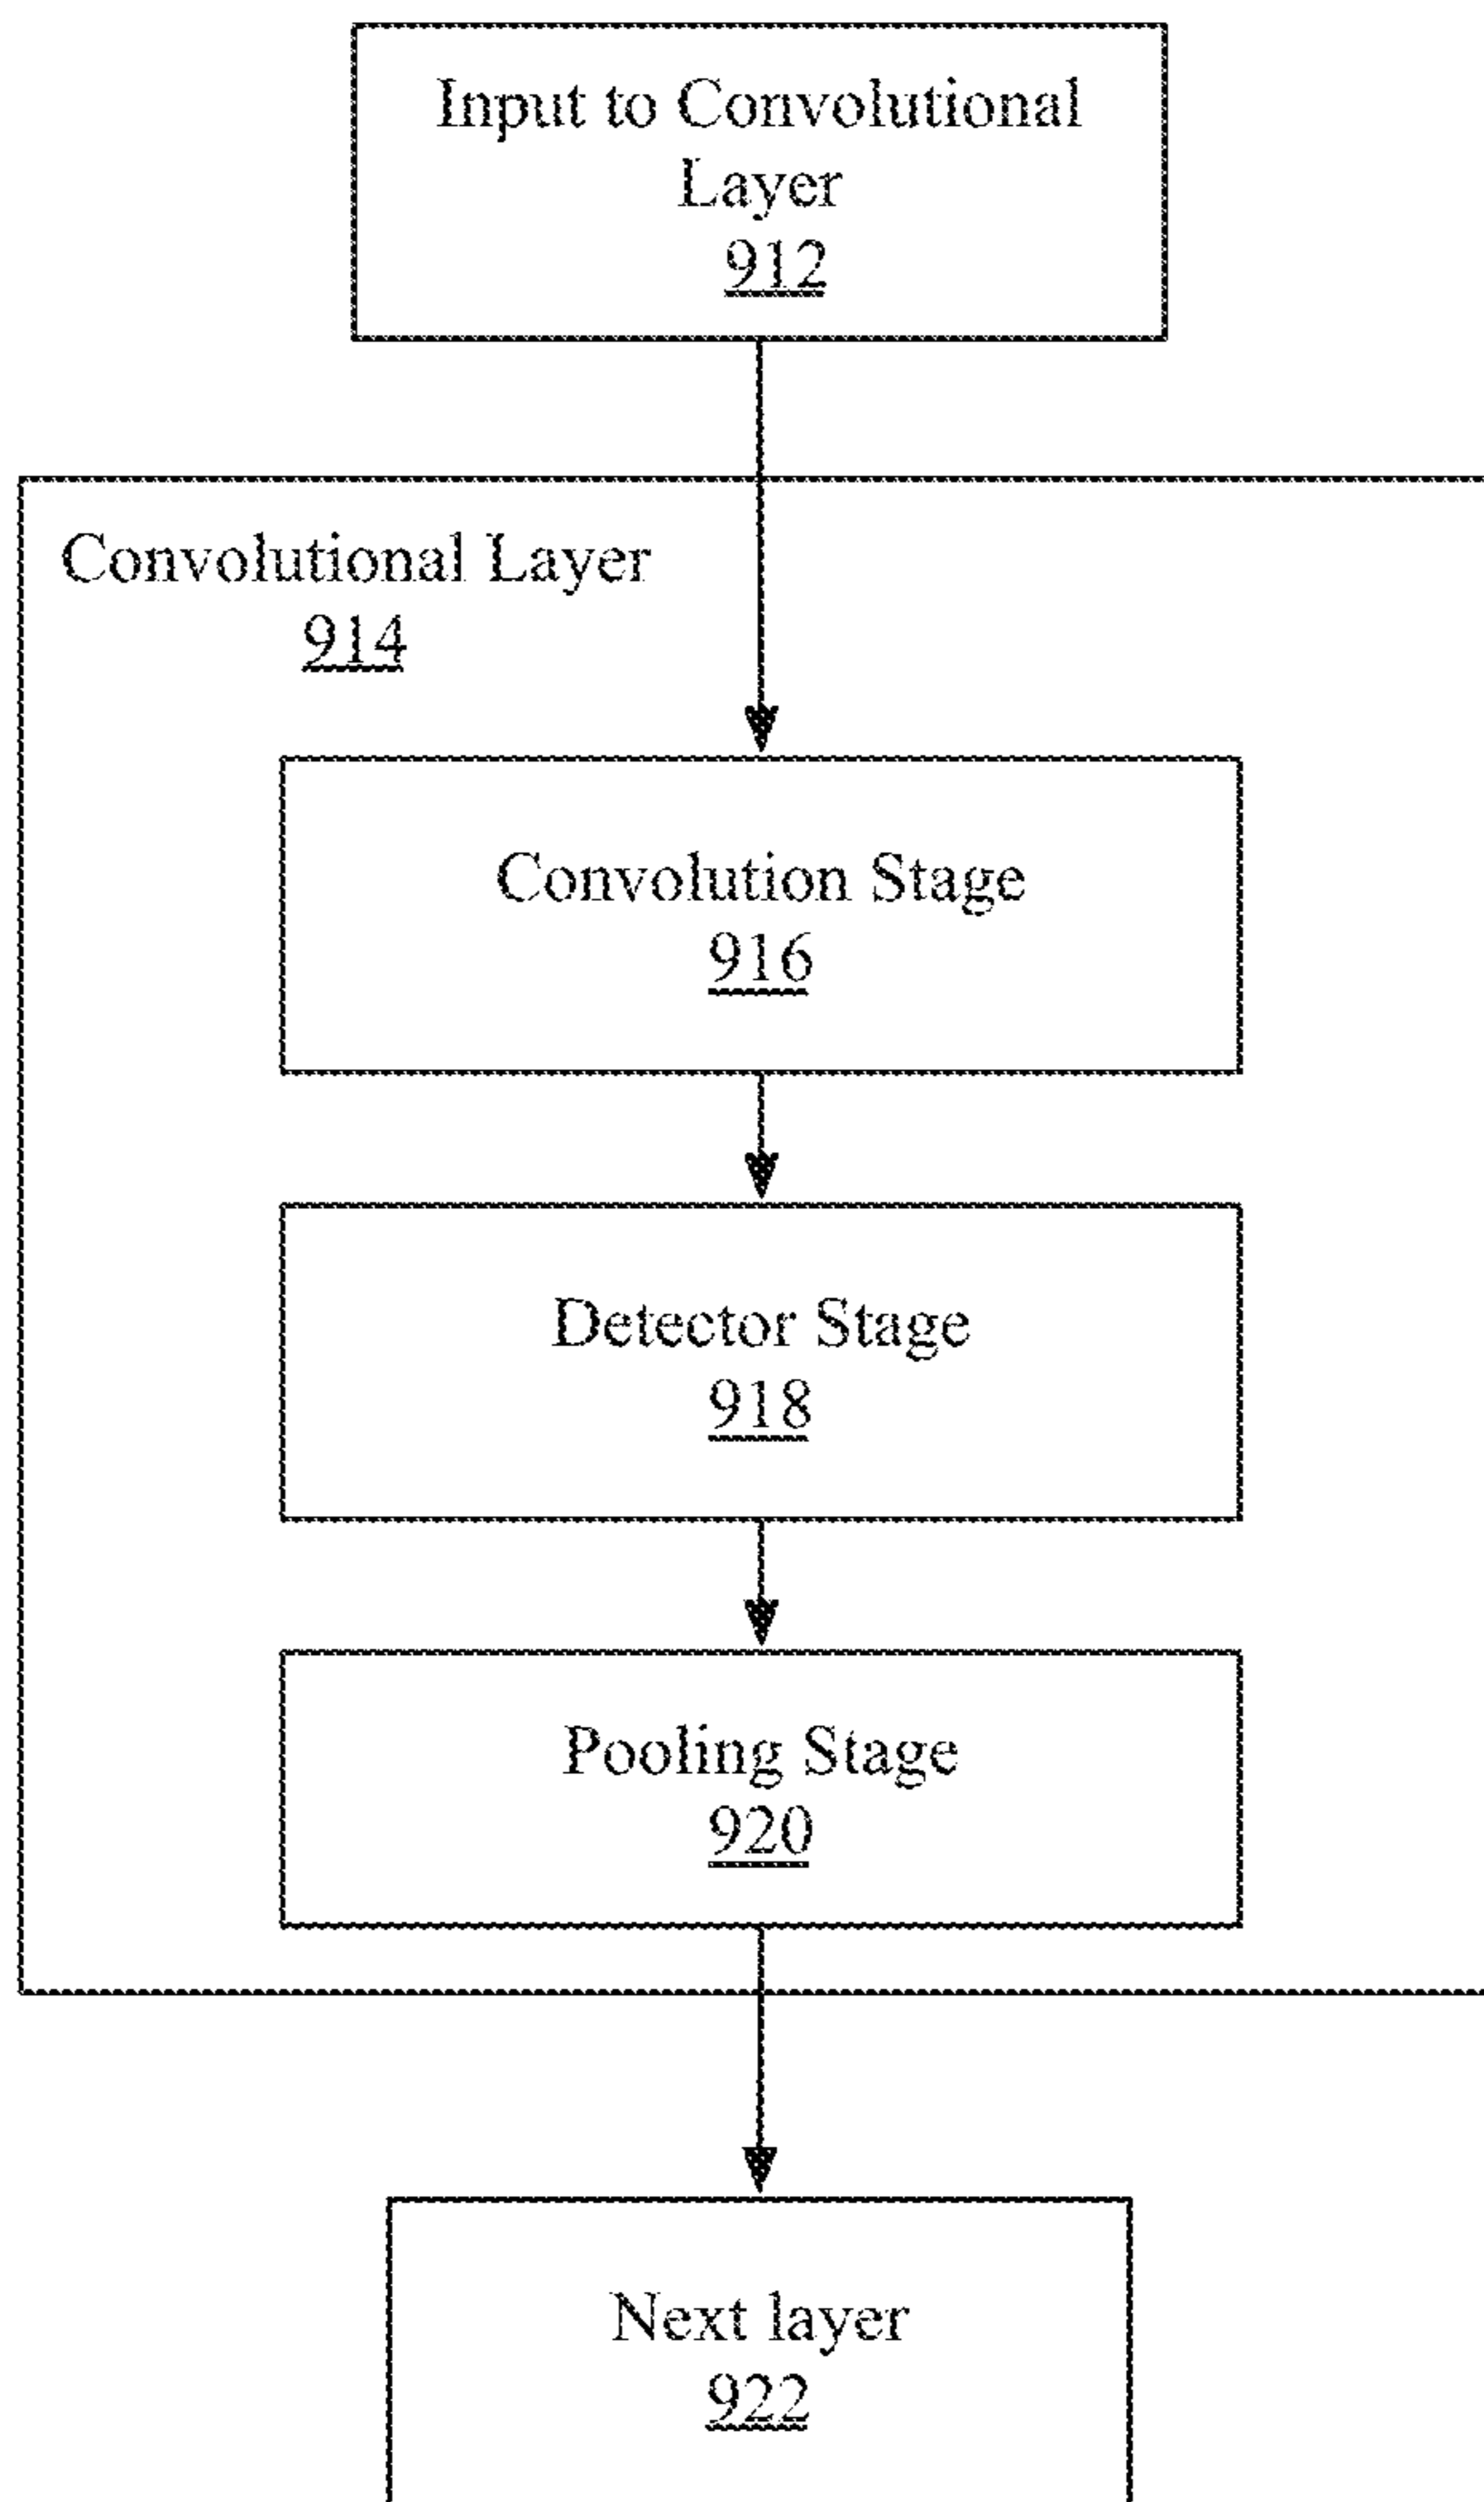 Input to Convolutional
Layer
912
Convolutional Layer
914
Convolution Stage
916
Detector Stage
918
Pooling Stage
920
Next layer
922